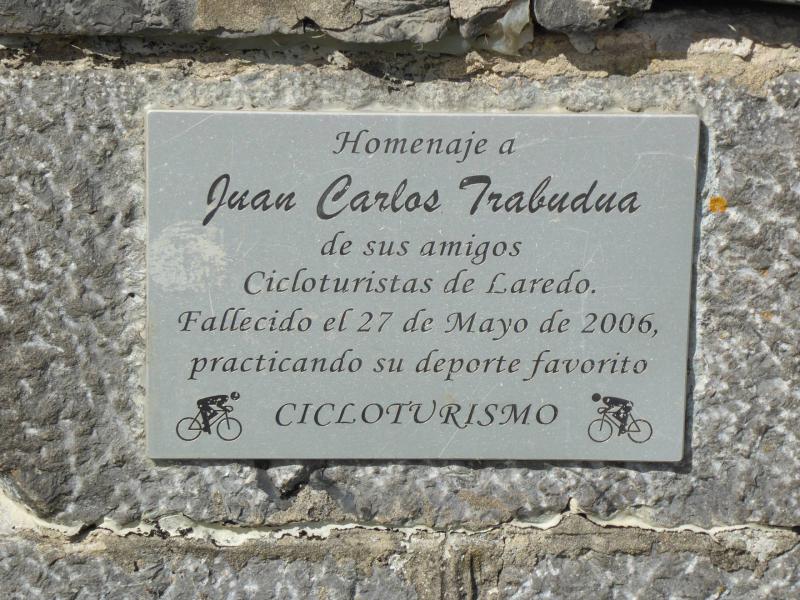 Homenaje a
Juan Carlos Trabudua
de sus amigos
Cicloturistas de Laredo.
Fallecido el 27 de Mayo de 2006,
practicando su deporte favorito
CICLOTURISMO